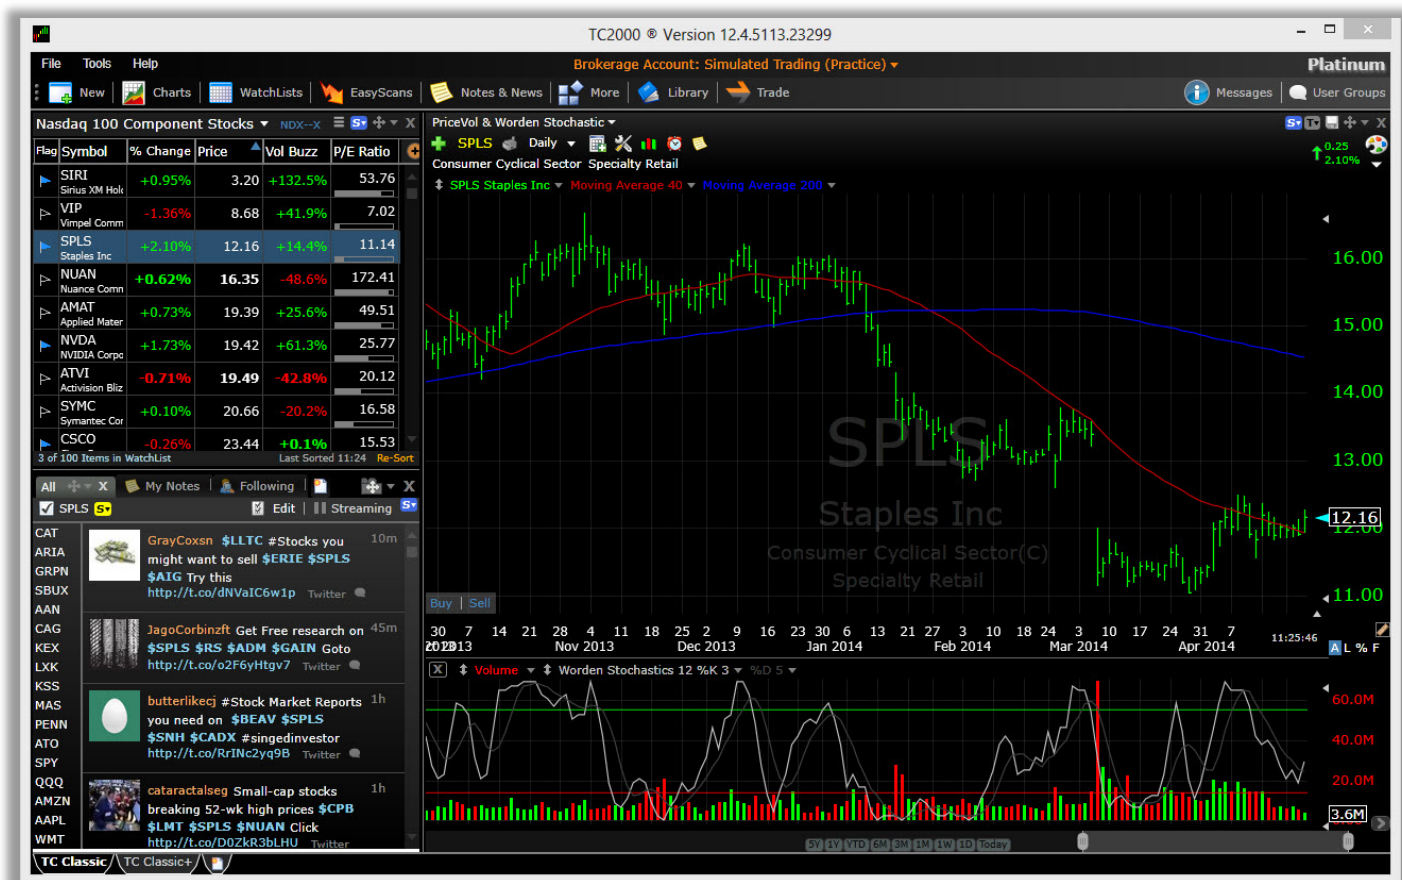 TC2000 ® Version 12.4.5113.23299
File Tools Help
Brokerage Account: Simulated Trading (Practice)
Platinum
New Charts WatchLists EasyScans Notes & News More Library Trade Messages User Groups
Nasdaq 100 Component Stocks NDX--X
Flag Symbol % Change Price Vol Buzz P/E Ratio
SIRI +0.95% 3.20 +132.5% 53.76
Sirius XM Hold
VIP -1.36% 8.68 +41.9% 7.02
Vimpel Comm
SPLS +2.10% 12.16 +14.4% 11.14
Staples Inc
NUAN +0.62% 16.35 -48.6% 172.41
Nuance Comn
AMAT +0.73% 19.39 +25.6% 49.51
Applied Mater
NVDA +1.73% 19.42 +61.3% 25.77
NVIDIA Corpo
ATVI -0.71% 19.49 -42.8% 20.12
Activision Bliz
SYMC +0.10% 20.66 -20.2% 16.58
Symantec Cor
CSCO -0.26% 23.44 +0.1% 15.53
3 of 100 Items in WatchList Last Sorted 11:24 Re-Sort
All X My Notes Following X
SPLS S Edit Streaming S
CAT
ARIA
GRPN
SBUX
AAN
CAG
KEX
LXK
KSS
MAS
PENN
ATO
SPY
QQQ
AMZN
AAPL
WMT
GrayCoxsn $LLTC #Stocks you 10m
might want to sell $ERIE $SPLS
$AIG Try this
http://t.co/dNVaIC6w1p Twitter
JagoCorbinzft Get Free research on 45m
$SPLS $RS $ADM $GAIN Goto
http://t.co/o2F6yHtgv7 Twitter
butterlikecj #Stock Market Reports 1h
you need on $BEAV $SPLS
$SNH $CADX #singedinvestor
http://t.co/RrINc2yq9B Twitter
cataractalseg Small-cap stocks 1h
breaking 52-wk high prices $CPB
$LMT $SPLS $NUAN Click
http://t.co/D0ZkR3bLHU Twitter
TC Classic TC Classic+
PriceVol & Worden Stochastic
SPLS Daily
Consumer Cyclical Sector Specialty Retail
0.25
2.10%
SPLS Staples Inc Moving Average 40 Moving Average 200
16.00
15.00
14.00
13.00
12.16
12.00
11.00
SPLS
Staples Inc
Consumer Cyclical Sector(C)
Specialty Retail
Buy | Sell
30 7 14 21 28 4 11 18 25 2 9 16 23 30 6 13 21 27 3 10 18 24 3 10 17 24 31 7
2013 Nov 2013 Dec 2013 Jan 2014 Feb 2014 Mar 2014 Apr 2014
11:25:46
A L % F
X Volume Worden Stochastics 12 %K 3 %D 5
60.0M
40.0M
20.0M
3.6M
5Y 1Y YTD 6M 3M 1M 1W 1D Today